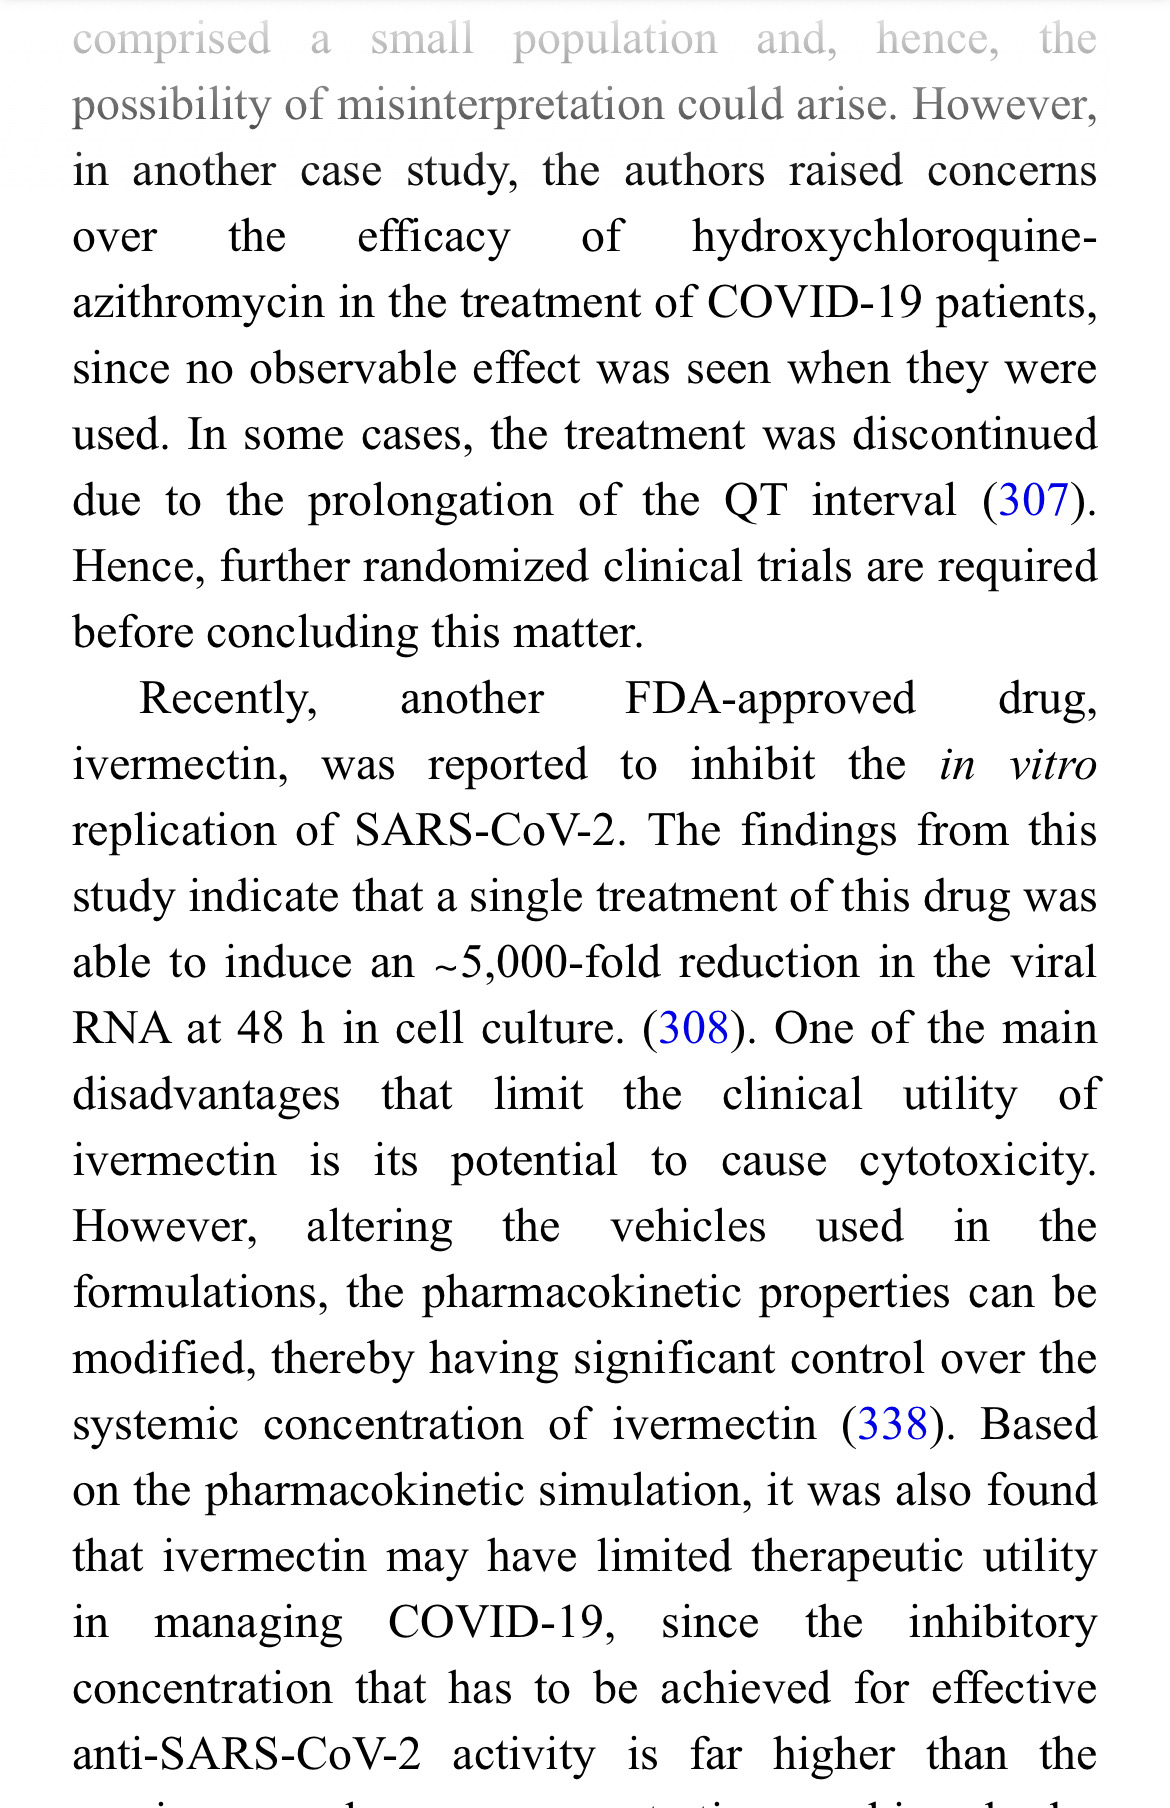 comprised a small population and, hence, the
possibility of misinterpretation could arise. However,
in another case study, the authors raised concerns
over the efficacy of hydroxychloroquine-
azithromycin in the treatment of COVID-19 patients,
since no observable effect was seen when they were
used. In some cases, the treatment was discontinued
due to the prolongation of the QT interval (307).
Hence, further randomized clinical trials are required
before concluding this matter.
Recently, another FDA-approved drug,
ivermectin, was reported to inhibit the in vitro
replication of SARS-CoV-2. The findings from this
study indicate that a single treatment of this drug was
able to induce an ~5,000-fold reduction in the viral
RNA at 48 h in cell culture. (308). One of the main
disadvantages that limit the clinical utility of
ivermectin is its potential to cause cytotoxicity.
However, altering the vehicles used in the
formulations, the pharmacokinetic properties can be
modified, thereby having significant control over the
systemic concentration of ivermectin (338). Based
on the pharmacokinetic simulation, it was also found
that ivermectin may have limited therapeutic utility
in managing COVID-19, since the inhibitory
concentration that has to be achieved for effective
anti-SARS-CoV-2 activity is far higher than the